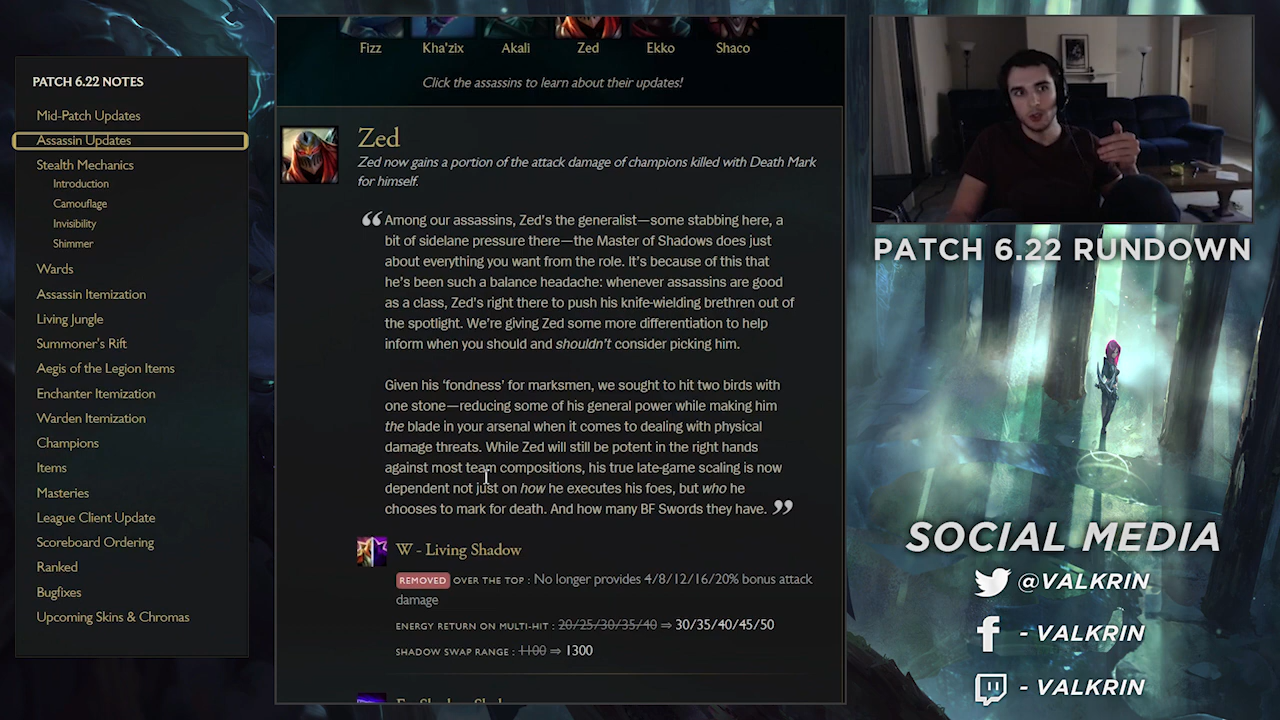 PATCH 6.22 NOTES
Mid-Patch Updates
Assassin Updates
Stealth Mechanics
Introduction
Camouflage
Invisibility
Shimmer
Wards
Assassin Itemization
Living Jungle
Summoner's Rift
Aegis of the Legion Items
Enchanter Itemization
Warden Itemization
Champions
Items
Masteries
League Client Update
Scoreboard Ordering
Ranked
Bugfixes
Upcoming Skins & Chromas
Fizz Kha'zix Akali Zed Ekko Shaco
Click the assassins to learn about their updates!
Zed
Zed now gains a portion of the attack damage of champions killed with Death Mark
for himself.
“Among our assassins, Zed's the generalist—some stabbing here, a
bit of sidelane pressure there—the Master of Shadows does just
about everything you want from the role. It's because of this that
he's been such a balance headache: whenever assassins are good
as a class, Zed's right there to push his knife-wielding brethren out of
the spotlight. We're giving Zed some more differentiation to help
inform when you should and shouldn't consider picking him.
Given his ‘fondness’ for marksmen, we sought to hit two birds with
one stone—reducing some of his general power while making him
the blade in your arsenal when it comes to dealing with physical
damage threats. While Zed will still be potent in the right hands
against most team compositions, his true late-game scaling is now
dependent not just on how he executes his foes, but who he
chooses to mark for death. And how many BF Swords they have.”
W - Living Shadow
REMOVED OVER THE TOP : No longer provides 4/8/12/16/20% bonus attack
damage
ENERGY RETURN ON MULTI-HIT : 20/25/30/35/40 ⇒ 30/35/40/45/50
SHADOW SWAP RANGE : 1100 ⇒ 1300
PATCH 6.22 RUNDOWN
SOCIAL MEDIA
@VALKRIN
- VALKRIN
- VALKRIN